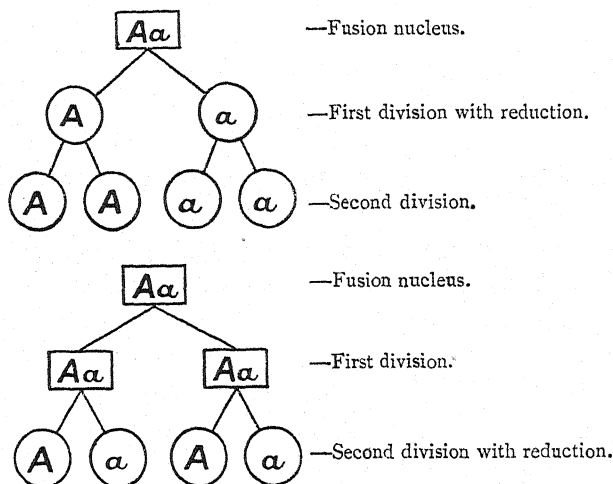 Aa —Fusion nucleus.
A a —First division with reduction.
A A a a —Second division.
Aa —Fusion nucleus.
Aa Aa —First division.
A a A a —Second division with reduction.